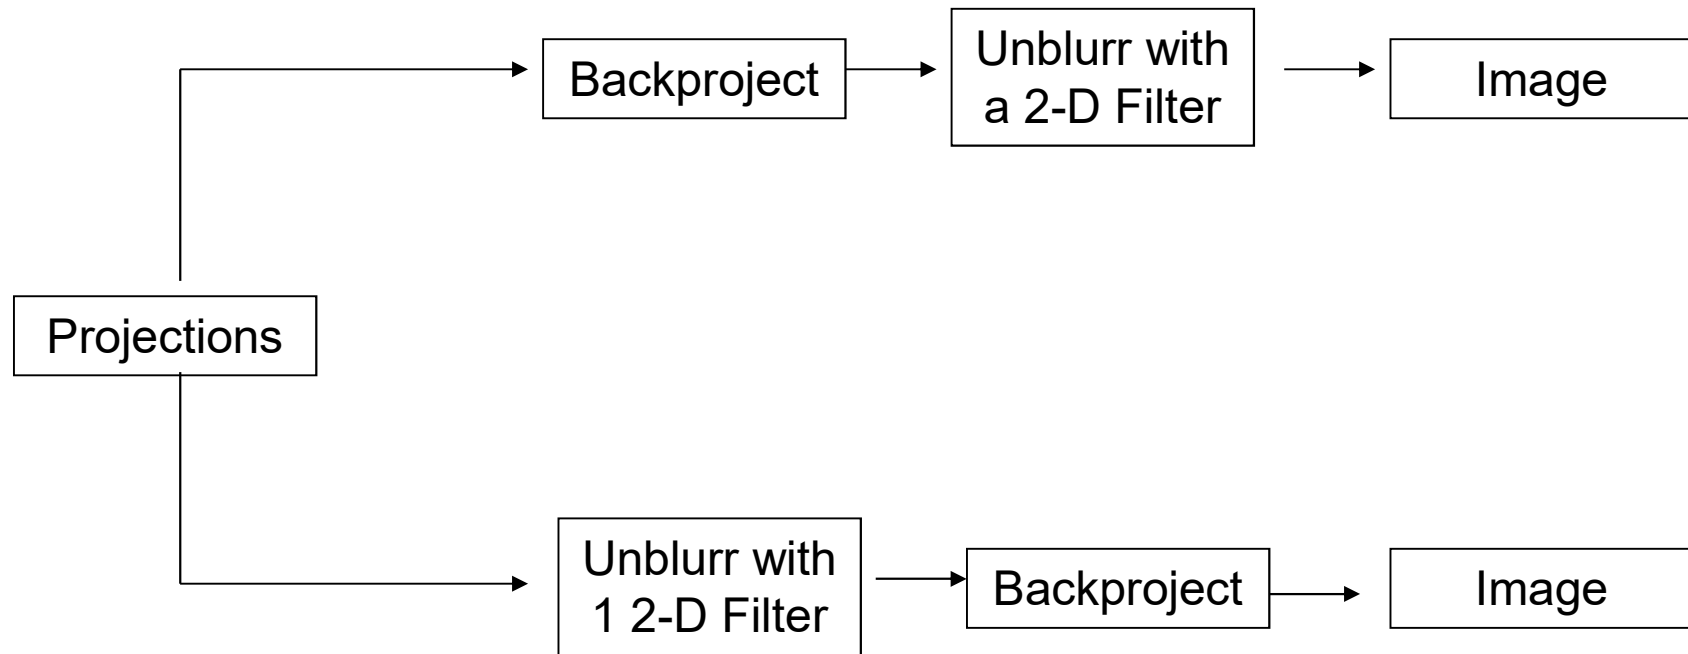 Backproject
Unblurr with
a 2-D Filter
Image
Projections
Unblurr with
1 2-D Filter
Backproject
Image